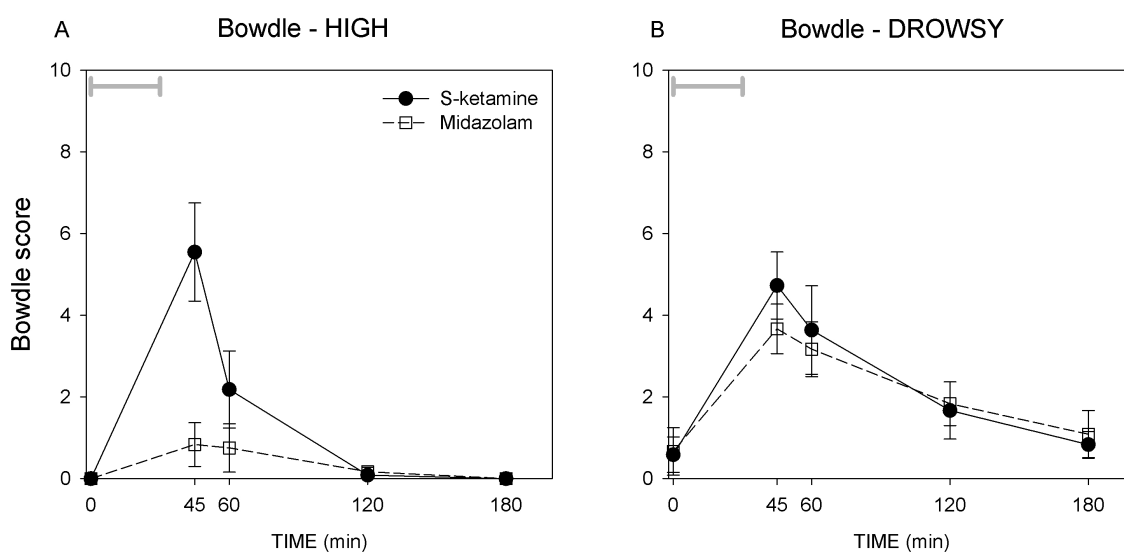 A
Bowdle - HIGH
B
Bowdle - DROWSY
Bowdle score
10
8
6
4
2
0
S-ketamine
Midazolam
0 45 60 120 180
TIME (min)
10
8
6
4
2
0
0 45 60 120 180
TIME (min)